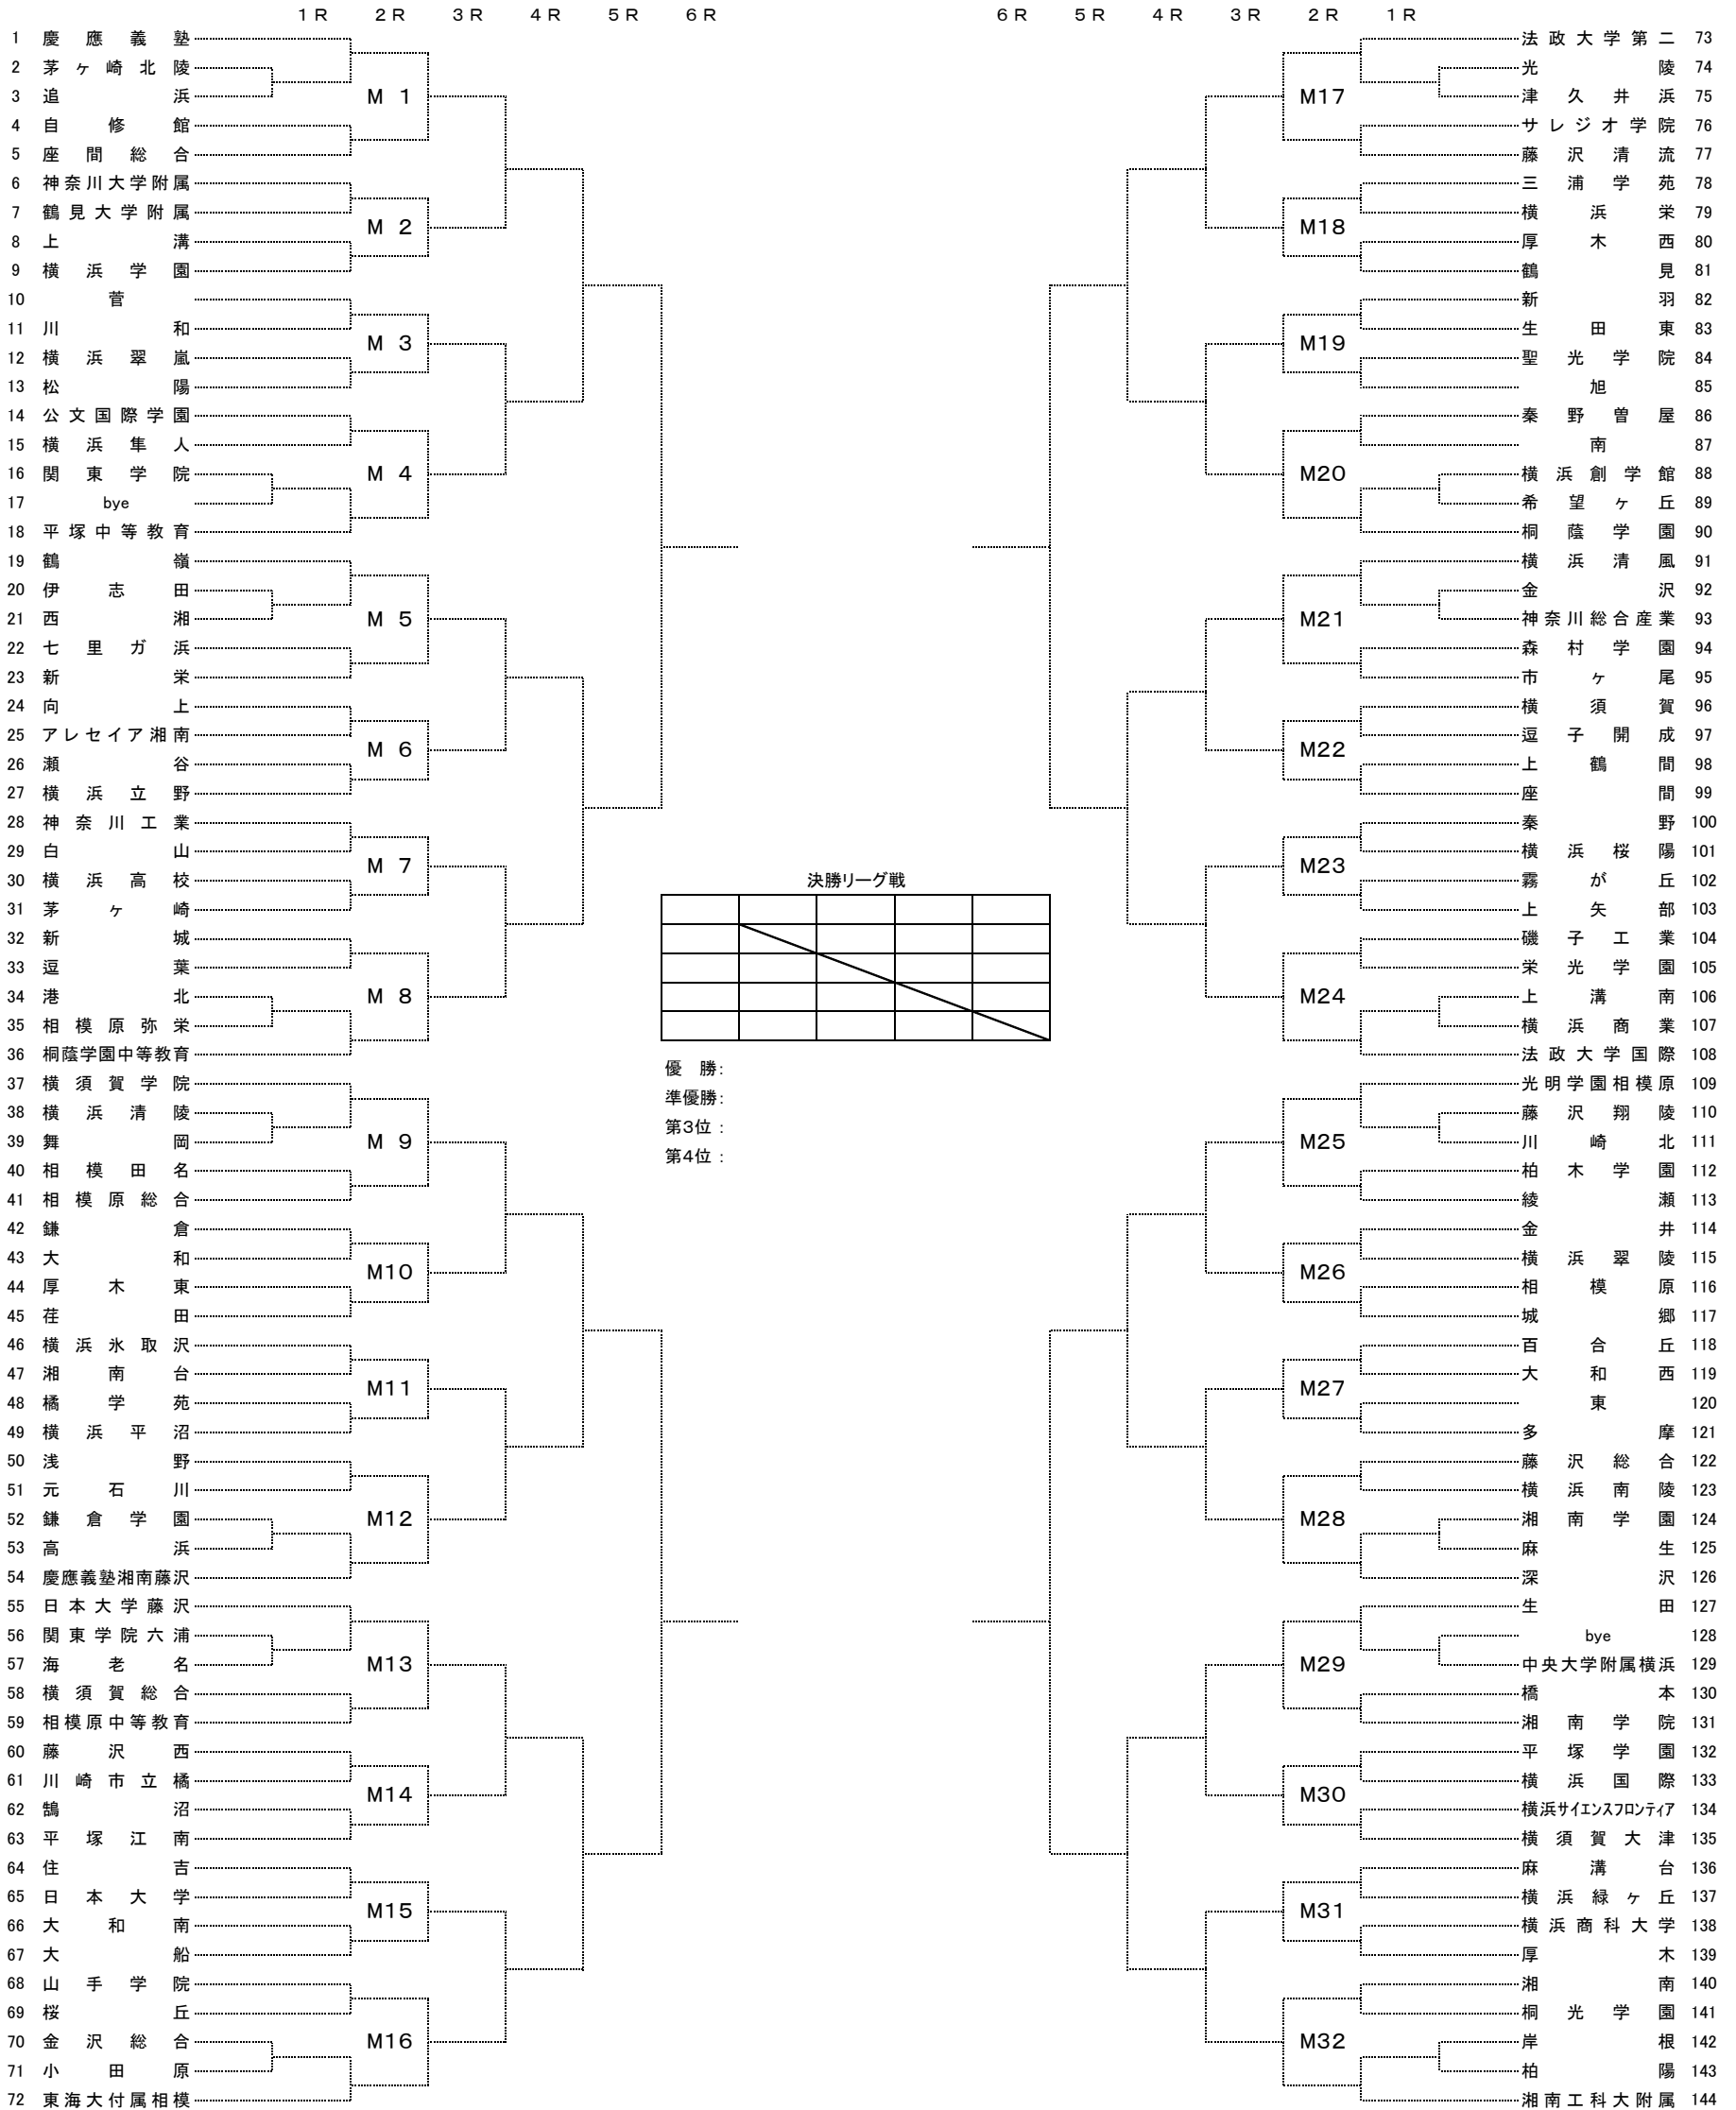 1R 2R 3R 4R 5R 6R 6R 5R 4R 3R 2R 1R
1 慶應義塾
2 茅ヶ崎北陵
3 追浜
M 1
4 自修館
5 座間総合
6 神奈川大学附属
7 鶴見大学附属
M 2
8 上溝
9 横浜学園
10 菅
11 川和
M 3
12 横浜翠嵐
13 松陽
14 公文国際学園
15 横浜隼人
16 関東学院
M 4
17 bye
18 平塚中等教育
19 鶴嶺
20 伊志田
21 西湘
M 5
22 七里ガ浜
23 新栄
24 向上
25 アレセイア湘南
M 6
26 瀬谷
27 横浜立野
28 神奈川工業
29 白山
M 7
30 横浜高校
31 茅ヶ崎
32 新城
33 逗葉
34 港北
M 8
35 相模原弥栄
36 桐蔭学園中等教育
37 横須賀学院
38 横浜清陵
39 舞岡
M 9
40 相模田名
41 相模原総合
42 鎌倉
43 大和
M10
44 厚木東
45 荏田
46 横浜氷取沢
47 湘南台
M11
48 橘学苑
49 横浜平沼
50 浅野
51 元石川
52 鎌倉学園
M12
53 高浜
54 慶應義塾湘南藤沢
55 日本大学藤沢
56 関東学院六浦
57 海老名
M13
58 横須賀総合
59 相模原中等教育
60 藤沢西
61 川崎市立橘
M14
62 鵠沼
63 平塚江南
64 住吉
65 日本大学
M15
66 大和南
67 大船
68 山手学院
69 桜丘
70 金沢総合
M16
71 小田原
72 東海大付属相模
決勝リーグ戦
優 勝:
準優勝:
第3位:
第4位:
法政大学第二 73
光陵 74
津久井浜 75
M17
サレジオ学院 76
藤沢清流 77
三浦学苑 78
横浜栄 79
M18
厚木西 80
鶴見 81
新羽 82
生田東 83
M19
聖光学院 84
旭 85
秦野曽屋 86
南 87
横浜創学館 88
M20
希望ヶ丘 89
桐蔭学園 90
横浜清風 91
金沢 92
神奈川総合産業 93
M21
森村学園 94
市ヶ尾 95
横須賀 96
逗子開成 97
M22
上鶴間 98
座間 99
秦野 100
横浜桜陽 101
M23
霧が丘 102
上矢部 103
磯子工業 104
栄光学園 105
上溝南 106
M24
横浜商業 107
法政大学国際 108
光明学園相模原 109
藤沢翔陵 110
川崎北 111
M25
柏木学園 112
綾瀬 113
金井 114
横浜翠陵 115
M26
相模原 116
城郷 117
百合丘 118
大和西 119
M27
東 120
多摩 121
藤沢総合 122
横浜南陵 123
湘南学園 124
M28
麻生 125
深沢 126
生田 127
bye 128
中央大学附属横浜 129
M29
橋本 130
湘南学院 131
平塚学園 132
横浜国際 133
M30
横浜サイエンスフロンティア 134
横須賀大津 135
麻溝台 136
横浜緑ヶ丘 137
M31
横浜商科大学 138
厚木 139
湘南 140
桐光学園 141
岸根 142
M32
柏陽 143
湘南工科大附属 144